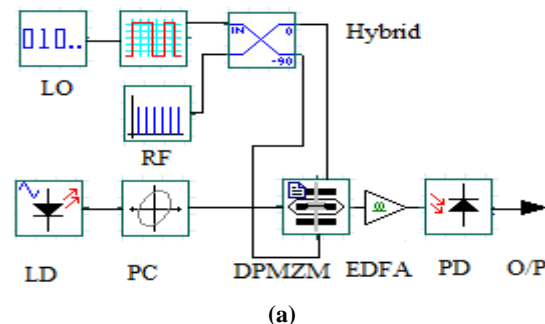 010..
IN
0
-90
Hybrid
LO
RF
LD
PC
DPMZM
EDFA
PD
O/P
(a)